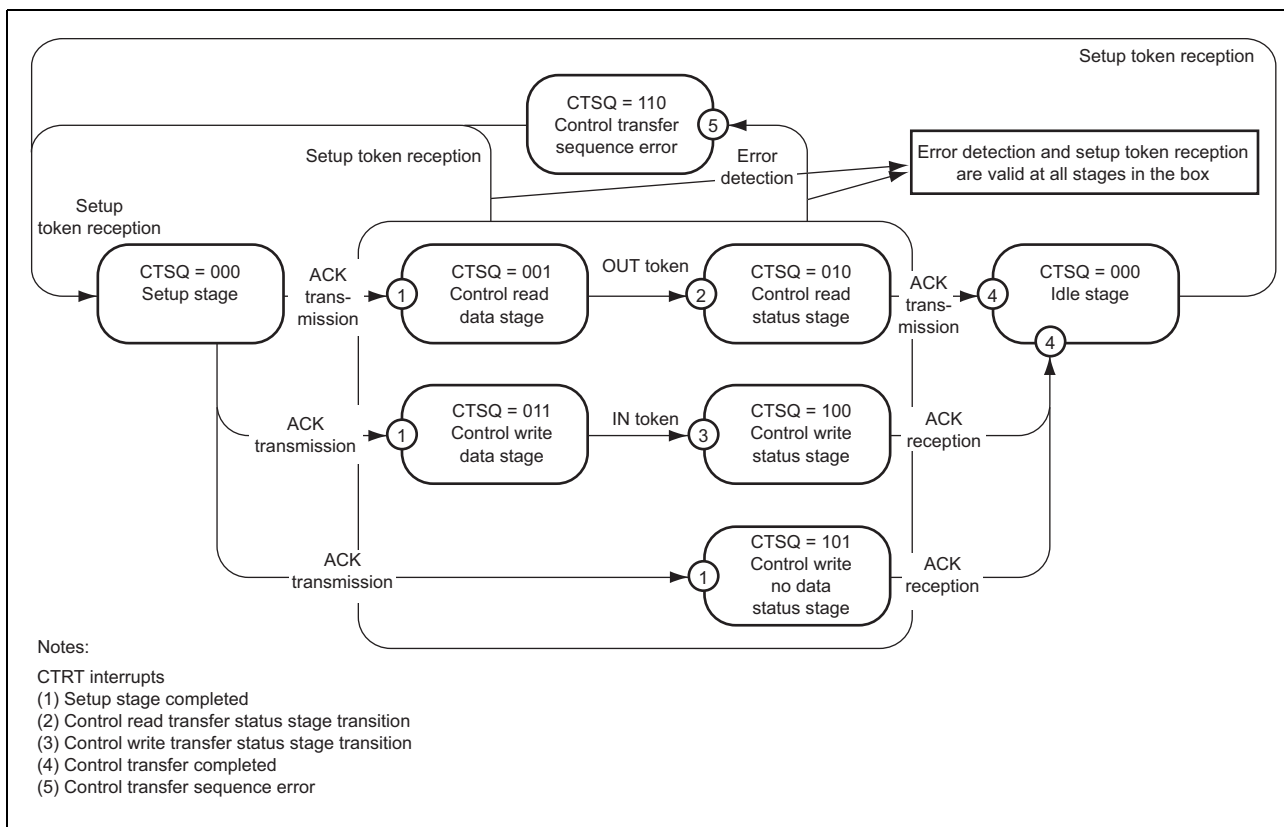 Setup token reception
CTSQ = 110
Control transfer
sequence error
5
Setup token reception
Error
detection
Error detection and setup token reception
are valid at all stages in the box
Setup
token reception
CTSQ = 000
Setup stage
ACK
trans-
mission
1
CTSQ = 001
Control read
data stage
OUT token
2
CTSQ = 010
Control read
status stage
ACK
trans-
mission
4
CTSQ = 000
Idle stage
4
ACK
transmission
1
CTSQ = 011
Control write
data stage
IN token
3
CTSQ = 100
Control write
status stage
ACK
reception
ACK
transmission
1
CTSQ = 101
Control write
no data
status stage
ACK
reception
Notes:
CTRT interrupts
(1) Setup stage completed
(2) Control read transfer status stage transition
(3) Control write transfer status stage transition
(4) Control transfer completed
(5) Control transfer sequence error